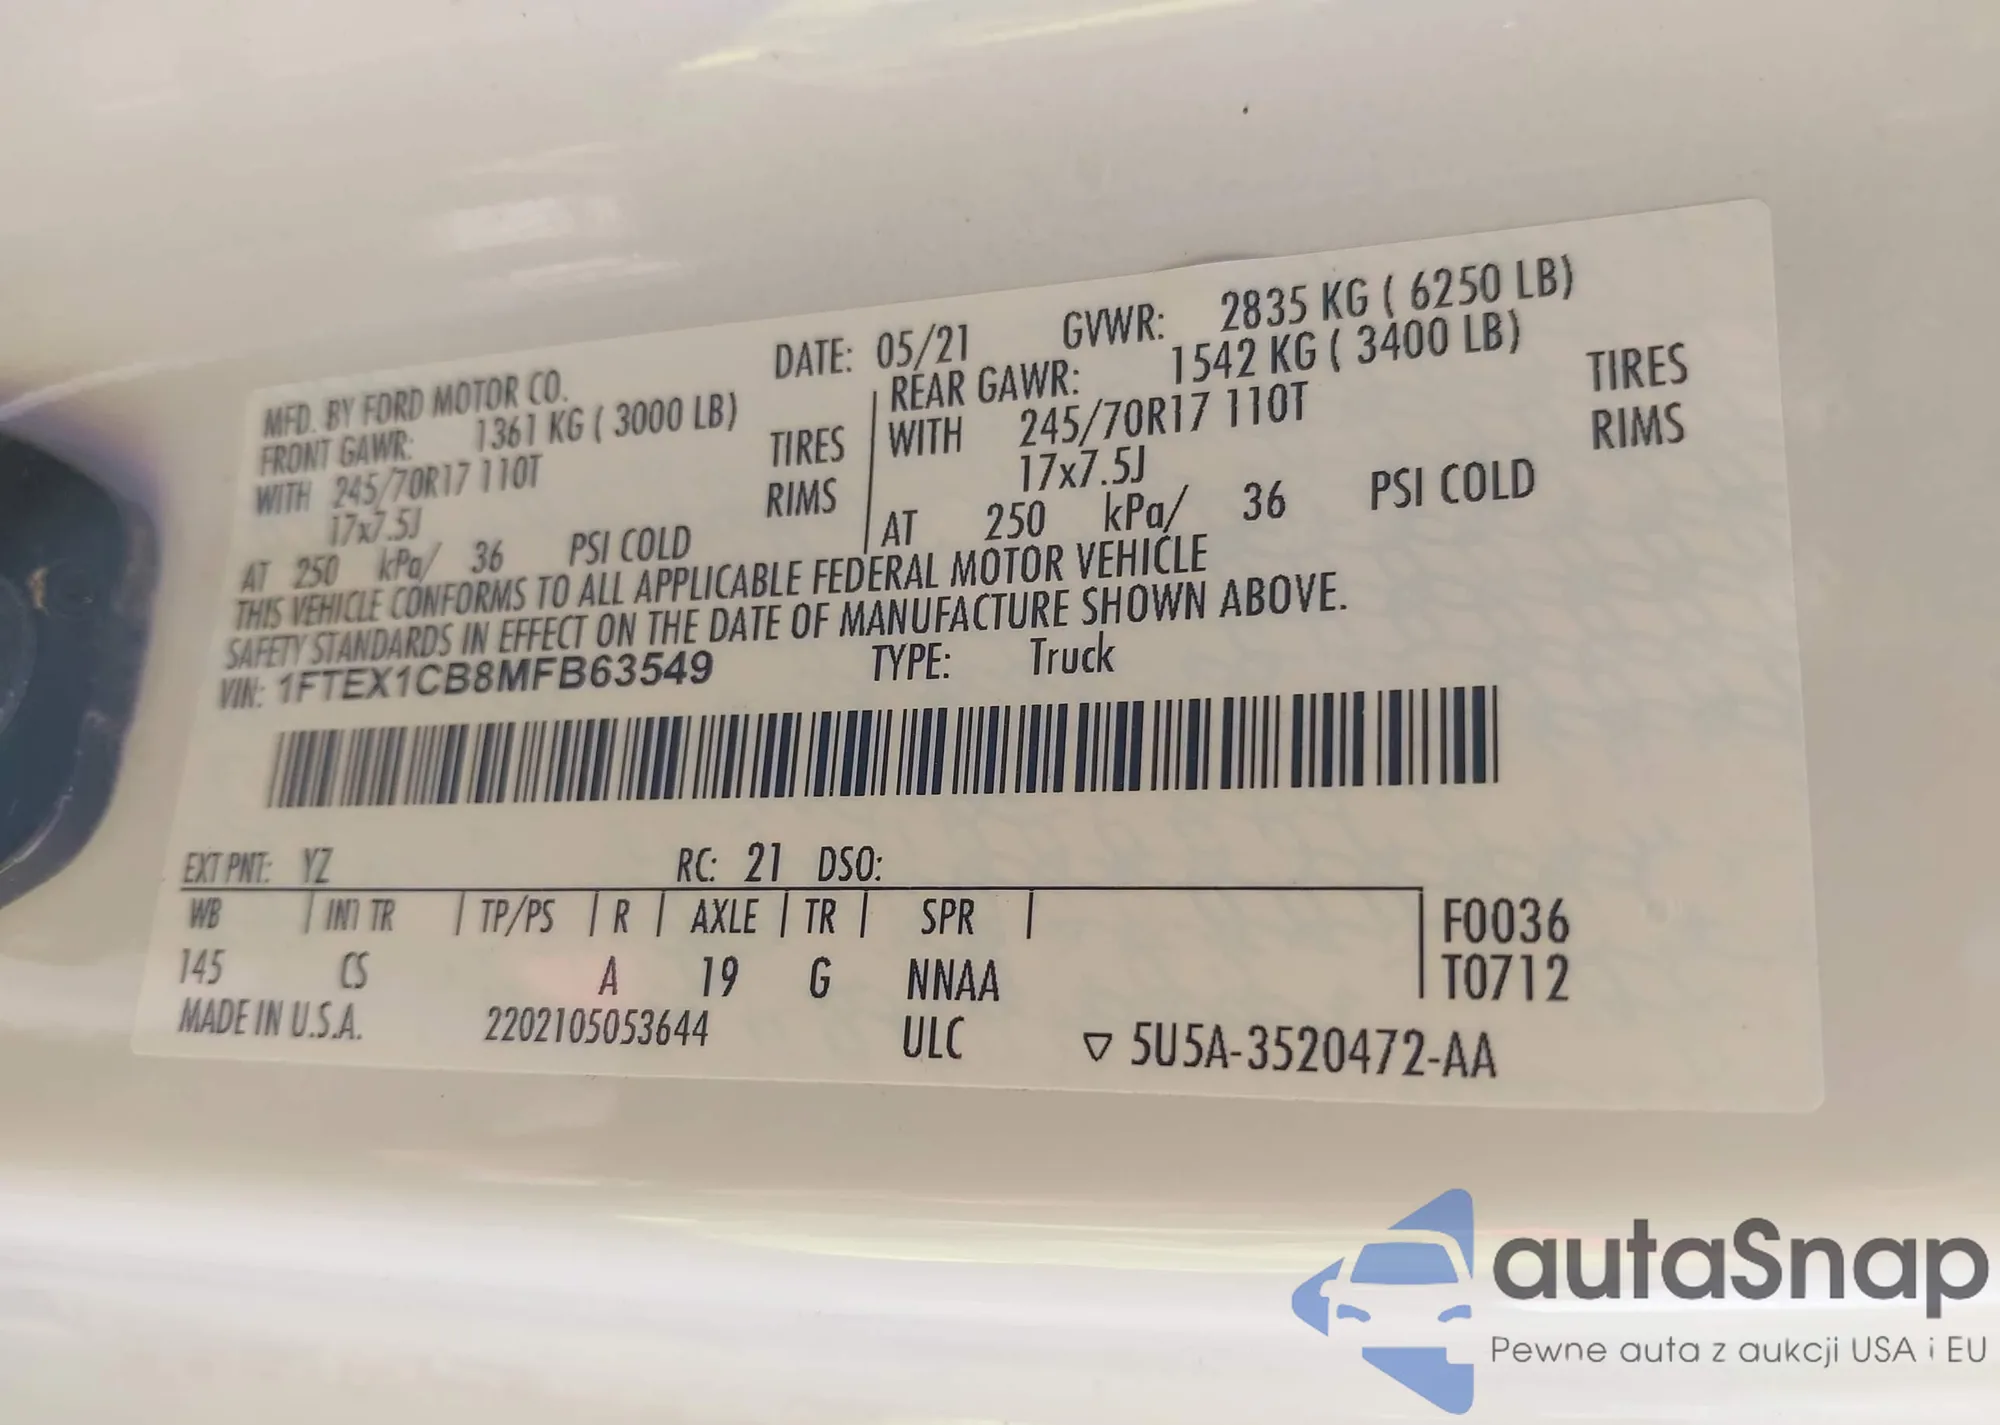 MFD. BY FORD MOTOR CO. DATE: 05/21 GVWR: 2835 KG ( 6250 LB)
FRONT GAWR: 1361 KG ( 3000 LB) REAR GAWR: 1542 KG ( 3400 LB)
WITH 245/70R17 110T TIRES WITH 245/70R17 110T TIRES
17x7.5J RIMS 17x7.5J RIMS
AT 250 kPa/ 36 PSI COLD AT 250 kPa/ 36 PSI COLD
THIS VEHICLE CONFORMS TO ALL APPLICABLE FEDERAL MOTOR VEHICLE
SAFETY STANDARDS IN EFFECT ON THE DATE OF MANUFACTURE SHOWN ABOVE.
VIN: 1FTEX1CB8MFB63549 TYPE: Truck
EXT PNT: YZ RC: 21 DSO:
WB | INT TR | TP/PS | R | AXLE | TR | SPR | F0036
145 CS A 19 G NNAA T0712
MADE IN U.S.A. 2202105053644 ULC ▽ 5U5A-3520472-AA
autaSnap
Pewne auta z aukcji USA i EU